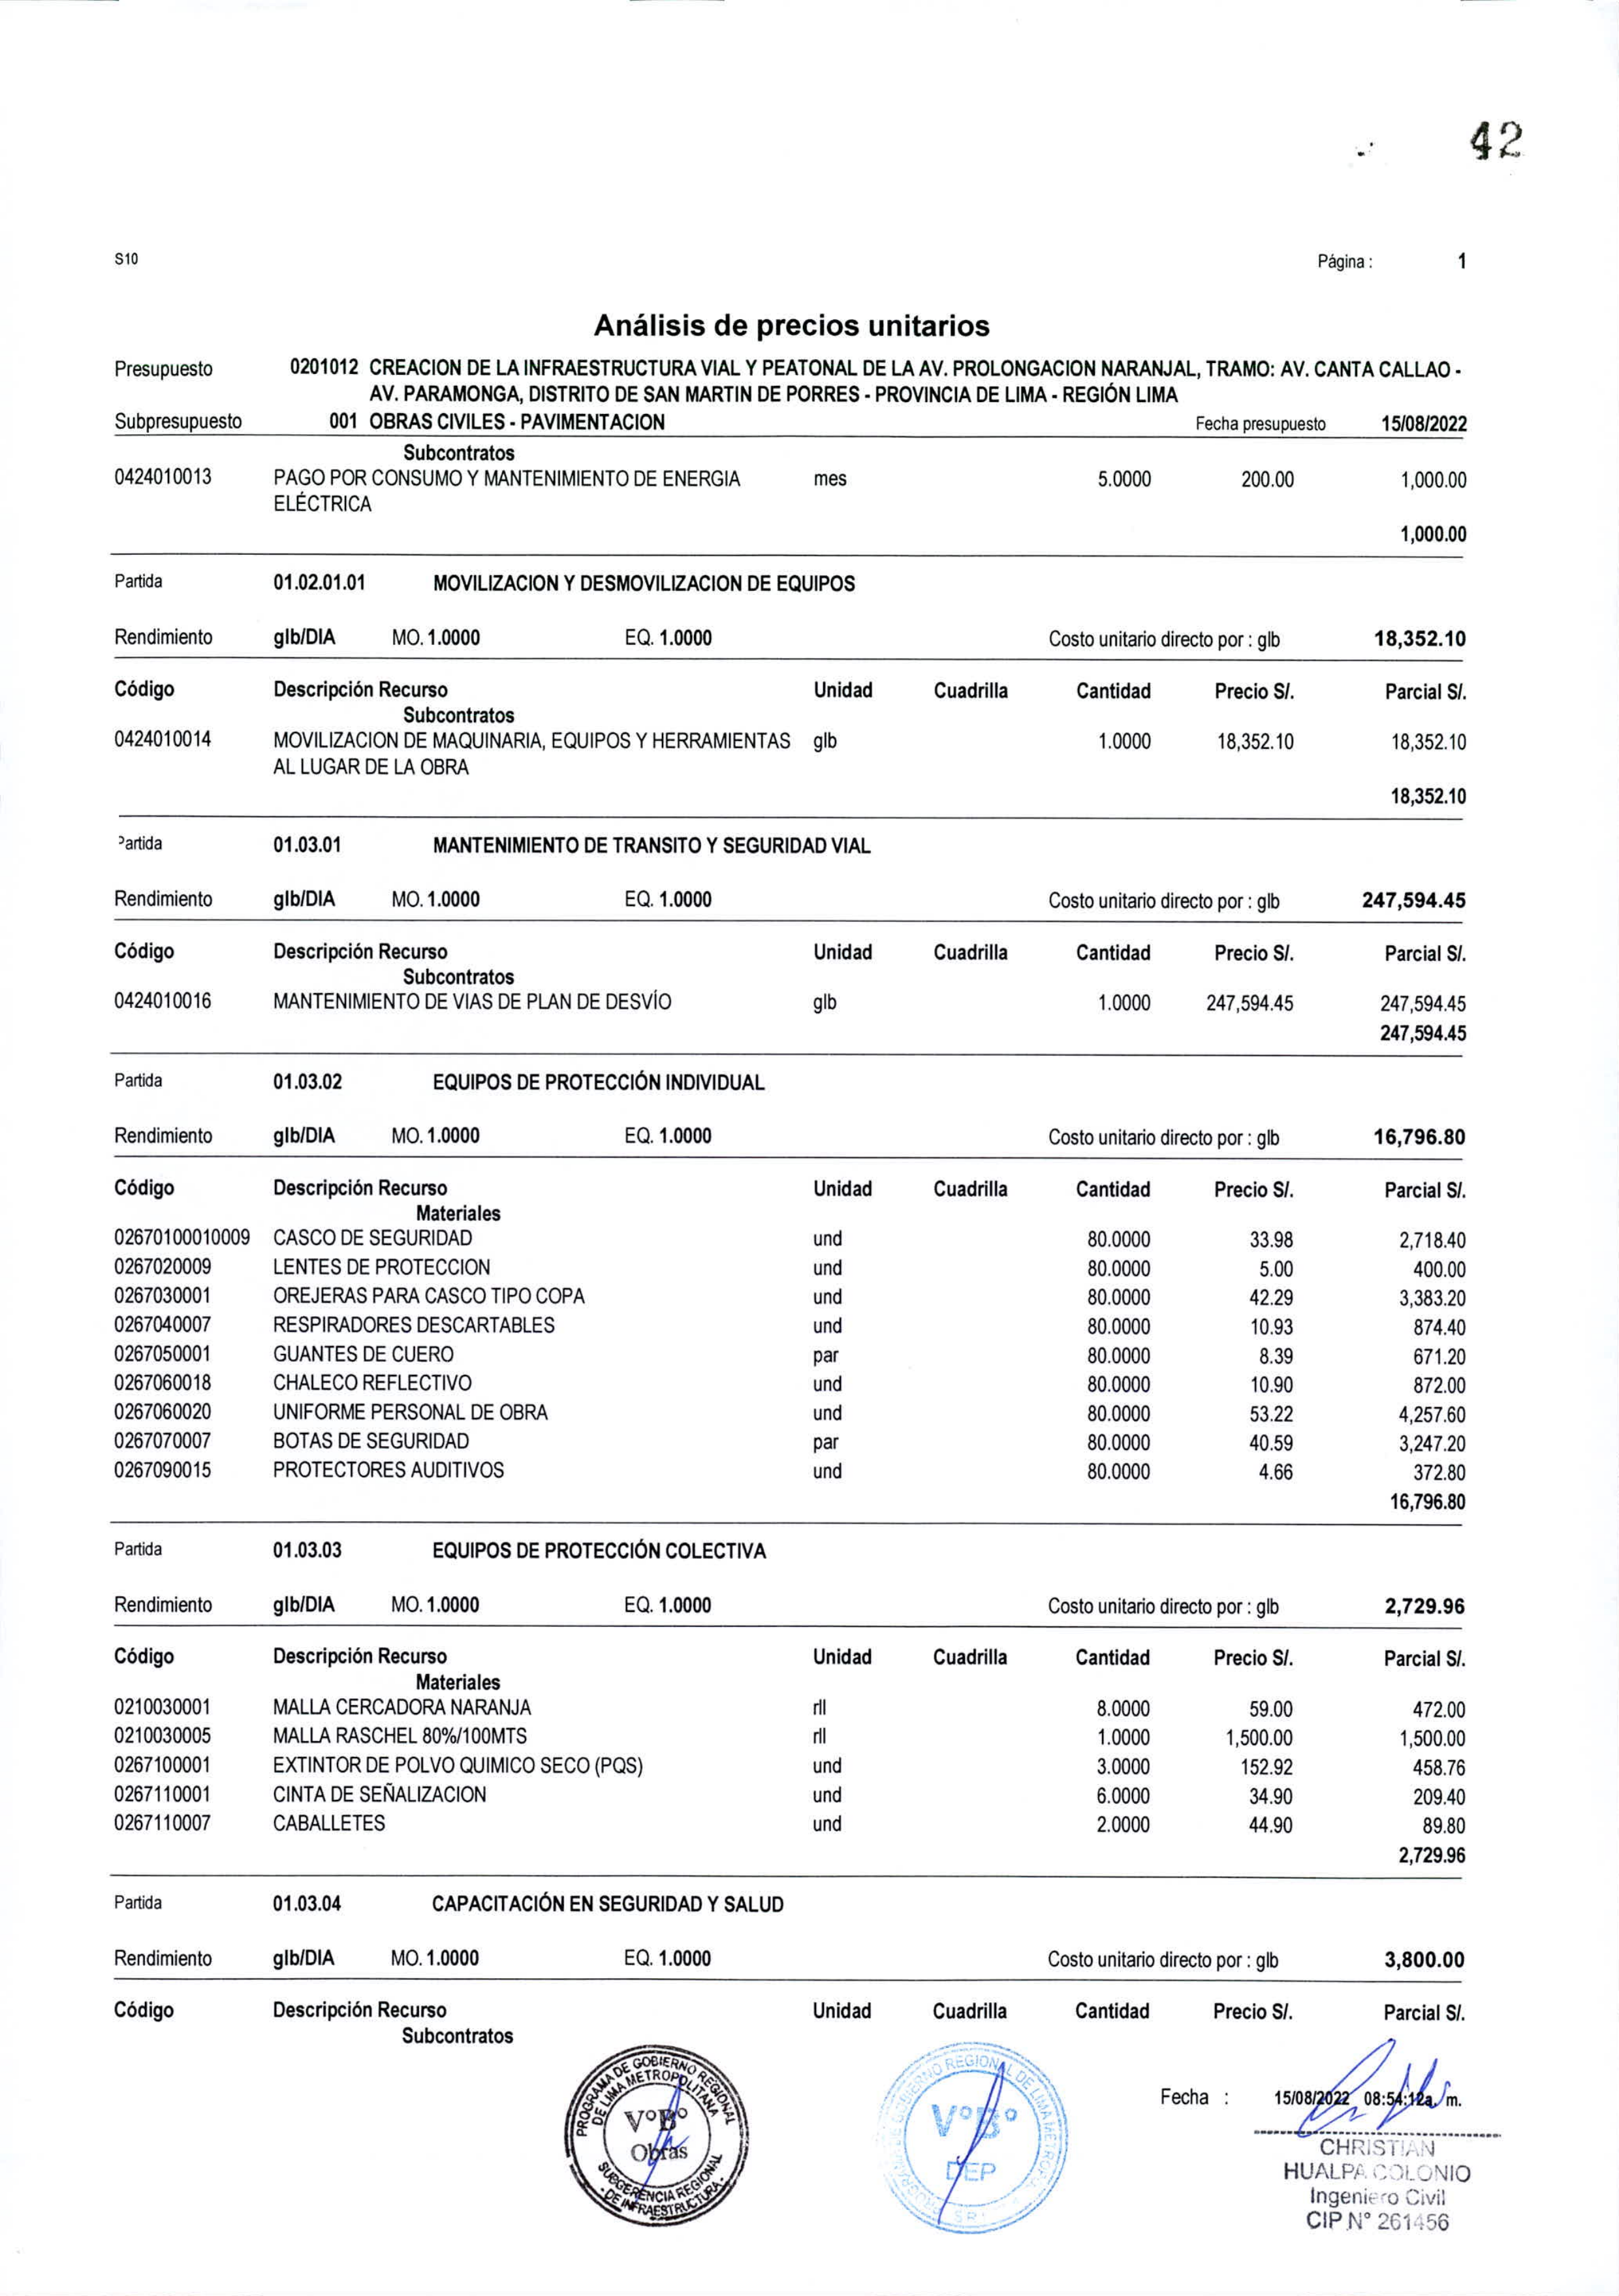 42
S10 Página : 1
Análisis de precios unitarios
Presupuesto 0201012 CREACION DE LA INFRAESTRUCTURA VIAL Y PEATONAL DE LA AV. PROLONGACION NARANJAL, TRAMO: AV. CANTA CALLAO -
AV. PARAMONGA, DISTRITO DE SAN MARTIN DE PORRES - PROVINCIA DE LIMA - REGIÓN LIMA
Subpresupuesto 001 OBRAS CIVILES - PAVIMENTACION Fecha presupuesto 15/08/2022
Subcontratos
0424010013 PAGO POR CONSUMO Y MANTENIMIENTO DE ENERGIA mes 5.0000 200.00 1,000.00
ELÉCTRICA
1,000.00
Partida 01.02.01.01 MOVILIZACION Y DESMOVILIZACION DE EQUIPOS
Rendimiento glb/DIA MO. 1.0000 EQ. 1.0000 Costo unitario directo por : glb 18,352.10
Código Descripción Recurso Unidad Cuadrilla Cantidad Precio S/. Parcial S/.
Subcontratos
0424010014 MOVILIZACION DE MAQUINARIA, EQUIPOS Y HERRAMIENTAS glb 1.0000 18,352.10 18,352.10
AL LUGAR DE LA OBRA
18,352.10
Partida 01.03.01 MANTENIMIENTO DE TRANSITO Y SEGURIDAD VIAL
Rendimiento glb/DIA MO. 1.0000 EQ. 1.0000 Costo unitario directo por : glb 247,594.45
Código Descripción Recurso Unidad Cuadrilla Cantidad Precio S/. Parcial S/.
Subcontratos
0424010016 MANTENIMIENTO DE VIAS DE PLAN DE DESVÍO glb 1.0000 247,594.45 247,594.45
247,594.45
Partida 01.03.02 EQUIPOS DE PROTECCIÓN INDIVIDUAL
Rendimiento glb/DIA MO. 1.0000 EQ. 1.0000 Costo unitario directo por : glb 16,796.80
Código Descripción Recurso Unidad Cuadrilla Cantidad Precio S/. Parcial S/.
Materiales
02670100010009 CASCO DE SEGURIDAD und 80.0000 33.98 2,718.40
0267020009 LENTES DE PROTECCION und 80.0000 5.00 400.00
0267030001 OREJERAS PARA CASCO TIPO COPA und 80.0000 42.29 3,383.20
0267040007 RESPIRADORES DESCARTABLES und 80.0000 10.93 874.40
0267050001 GUANTES DE CUERO par 80.0000 8.39 671.20
0267060018 CHALECO REFLECTIVO und 80.0000 10.90 872.00
0267060020 UNIFORME PERSONAL DE OBRA und 80.0000 53.22 4,257.60
0267070007 BOTAS DE SEGURIDAD par 80.0000 40.59 3,247.20
0267090015 PROTECTORES AUDITIVOS und 80.0000 4.66 372.80
16,796.80
Partida 01.03.03 EQUIPOS DE PROTECCIÓN COLECTIVA
Rendimiento glb/DIA MO. 1.0000 EQ. 1.0000 Costo unitario directo por : glb 2,729.96
Código Descripción Recurso Unidad Cuadrilla Cantidad Precio S/. Parcial S/.
Materiales
0210030001 MALLA CERCADORA NARANJA rll 8.0000 59.00 472.00
0210030005 MALLA RASCHEL 80%/100MTS rll 1.0000 1,500.00 1,500.00
0267100001 EXTINTOR DE POLVO QUIMICO SECO (PQS) und 3.0000 152.92 458.76
0267110001 CINTA DE SEÑALIZACION und 6.0000 34.90 209.40
0267110007 CABALLETES und 2.0000 44.90 89.80
2,729.96
Partida 01.03.04 CAPACITACIÓN EN SEGURIDAD Y SALUD
Rendimiento glb/DIA MO. 1.0000 EQ. 1.0000 Costo unitario directo por : glb 3,800.00
Código Descripción Recurso Unidad Cuadrilla Cantidad Precio S/. Parcial S/.
Subcontratos
PROGRAMA DE GOBIERNO REGIONAL
DE LIMA METROPOLITANA
V°B°
Obras
SUBGERENCIA REGIONAL
DE INFRAESTRUCTURA
PROGRAMA DE GOBIERNO REGIONAL DE LIMA METROPOLITANA
V°B°
DEP
SRI
Fecha : 15/08/2022 08:54:12a. m.
CHRISTIAN
HUALPA COLONIO
Ingeniero Civil
CIP N° 261456